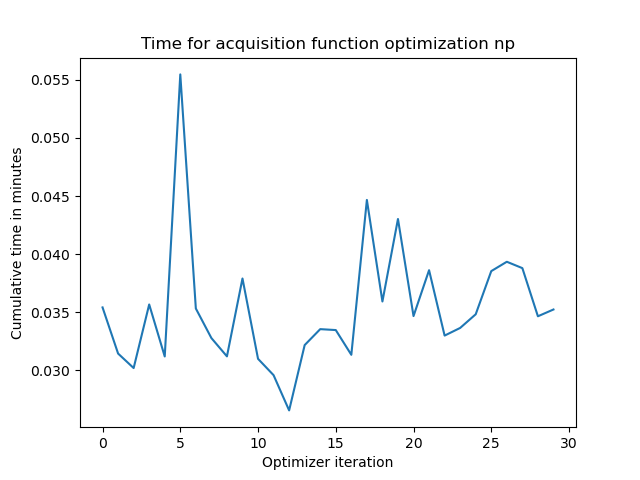 Time for acquisition function optimization np
Cumulative time in minutes
0.055
0.050
0.045
0.040
0.035
0.030
0 5 10 15 20 25 30
Optimizer iteration